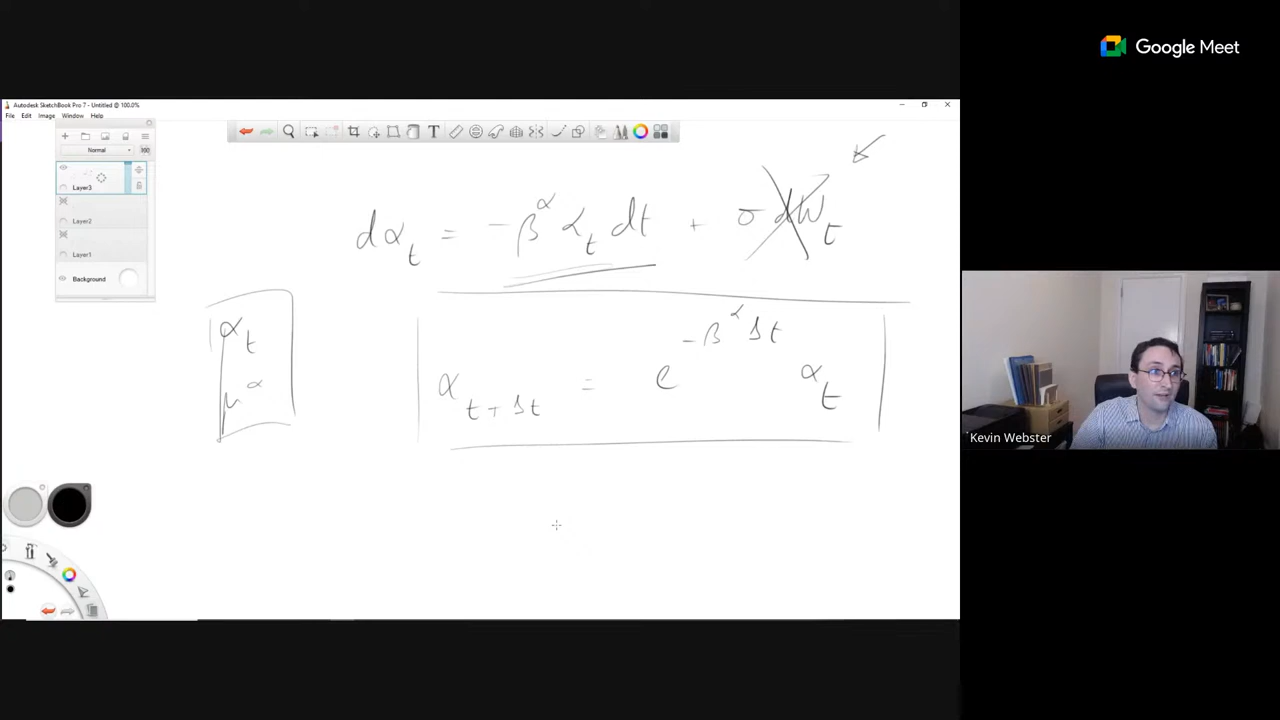 Google Meet
Autodesk SketchBook Pro 7 - Untitled @ 100.0%
File Edit Image Window Help
Normal
Layer3
Layer2
Layer1
Background
dα_t = -β^α α_t dt + σ dW_t
α_t
μ^α
α_{t+Δt} = e^{-β^α Δt} α_t
Kevin Webster